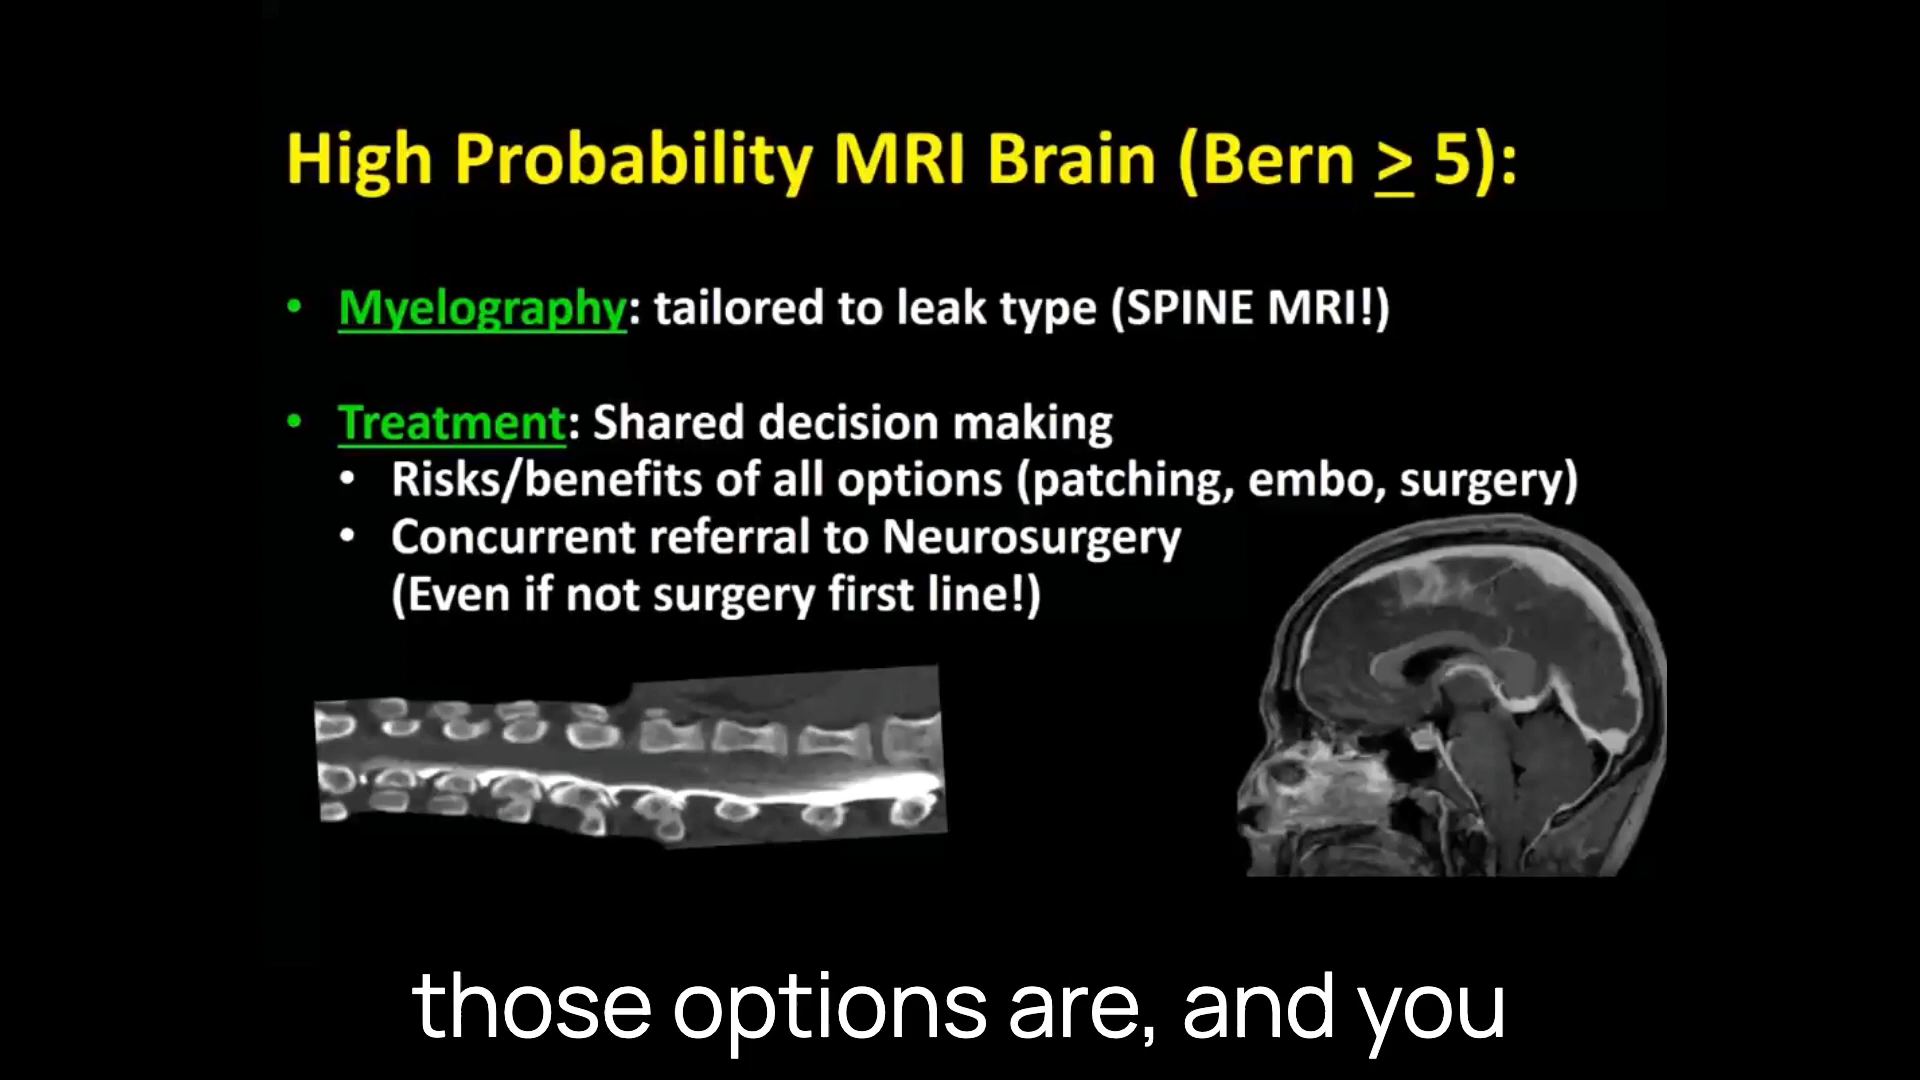 High Probability MRI Brain (Bern ≥ 5):
• Myelography: tailored to leak type (SPINE MRI!)
• Treatment: Shared decision making
• Risks/benefits of all options (patching, embo, surgery)
• Concurrent referral to Neurosurgery
(Even if not surgery first line!)
those options are, and you